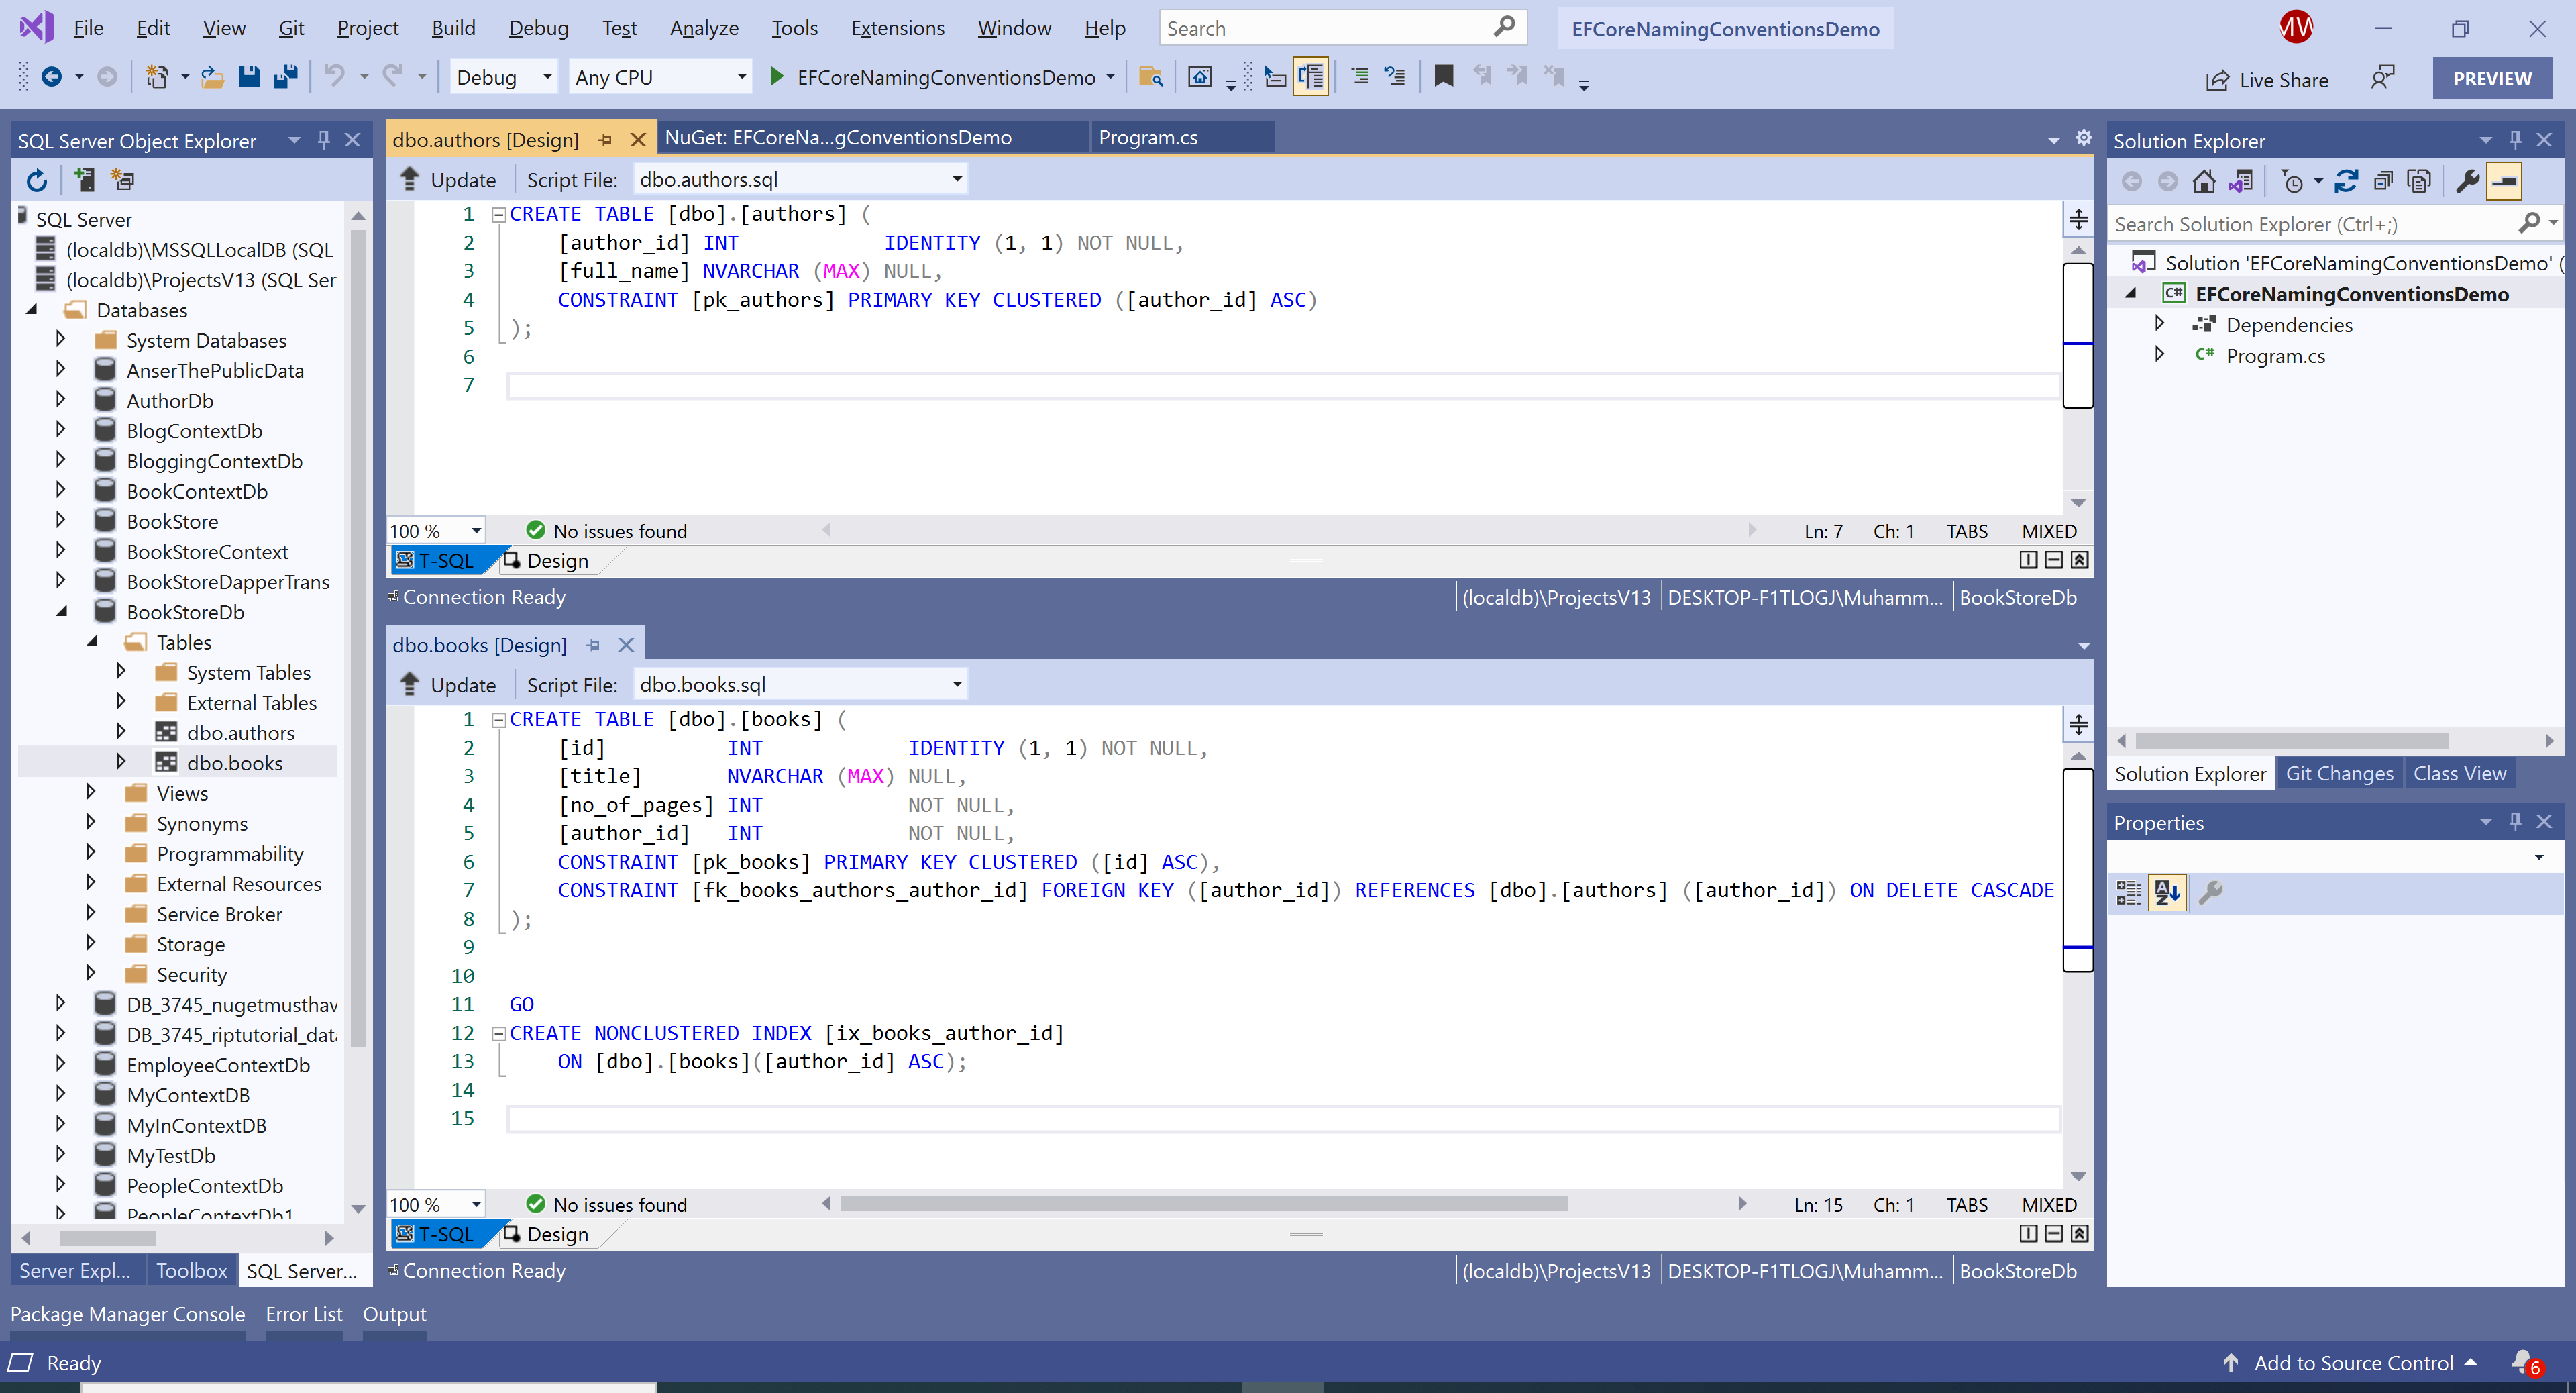 File Edit View Git Project Build Debug Test Analyze Tools Extensions Window Help Search EFCoreNamingConventionsDemo MW
Debug Any CPU EFCoreNamingConventionsDemo Live Share PREVIEW
SQL Server Object Explorer
SQL Server
(localdb)\MSSQLLocalDB (SQL
(localdb)\ProjectsV13 (SQL Ser
Databases
System Databases
AnserThePublicData
AuthorDb
BlogContextDb
BloggingContextDb
BookContextDb
BookStore
BookStoreContext
BookStoreDapperTrans
BookStoreDb
Tables
System Tables
External Tables
dbo.authors
dbo.books
Views
Synonyms
Programmability
External Resources
Service Broker
Storage
Security
DB_3745_nugetmusthav
DB_3745_riptutorial_data
EmployeeContextDb
MyContextDB
MyInContextDB
MyTestDb
PeopleContextDb
PeopleContextDb1
Server Expl... Toolbox SQL Server...
dbo.authors [Design] NuGet: EFCoreNa...gConventionsDemo Program.cs
Update Script File: dbo.authors.sql
1 CREATE TABLE [dbo].[authors] (
2 [author_id] INT IDENTITY (1, 1) NOT NULL,
3 [full_name] NVARCHAR (MAX) NULL,
4 CONSTRAINT [pk_authors] PRIMARY KEY CLUSTERED ([author_id] ASC)
5 );
6
7
100 % No issues found Ln: 7 Ch: 1 TABS MIXED
T-SQL Design
Connection Ready (localdb)\ProjectsV13 DESKTOP-F1TLOGJ\Muhamm... BookStoreDb
dbo.books [Design]
Update Script File: dbo.books.sql
1 CREATE TABLE [dbo].[books] (
2 [id] INT IDENTITY (1, 1) NOT NULL,
3 [title] NVARCHAR (MAX) NULL,
4 [no_of_pages] INT NOT NULL,
5 [author_id] INT NOT NULL,
6 CONSTRAINT [pk_books] PRIMARY KEY CLUSTERED ([id] ASC),
7 CONSTRAINT [fk_books_authors_author_id] FOREIGN KEY ([author_id]) REFERENCES [dbo].[authors] ([author_id]) ON DELETE CASCADE
8 );
9
10
11 GO
12 CREATE NONCLUSTERED INDEX [ix_books_author_id]
13 ON [dbo].[books]([author_id] ASC);
14
15
100 % No issues found Ln: 15 Ch: 1 TABS MIXED
T-SQL Design
Connection Ready (localdb)\ProjectsV13 DESKTOP-F1TLOGJ\Muhamm... BookStoreDb
Solution Explorer
Search Solution Explorer (Ctrl+;)
Solution 'EFCoreNamingConventionsDemo' (
C# EFCoreNamingConventionsDemo
Dependencies
C# Program.cs
Solution Explorer Git Changes Class View
Properties
Package Manager Console Error List Output
Ready Add to Source Control 6